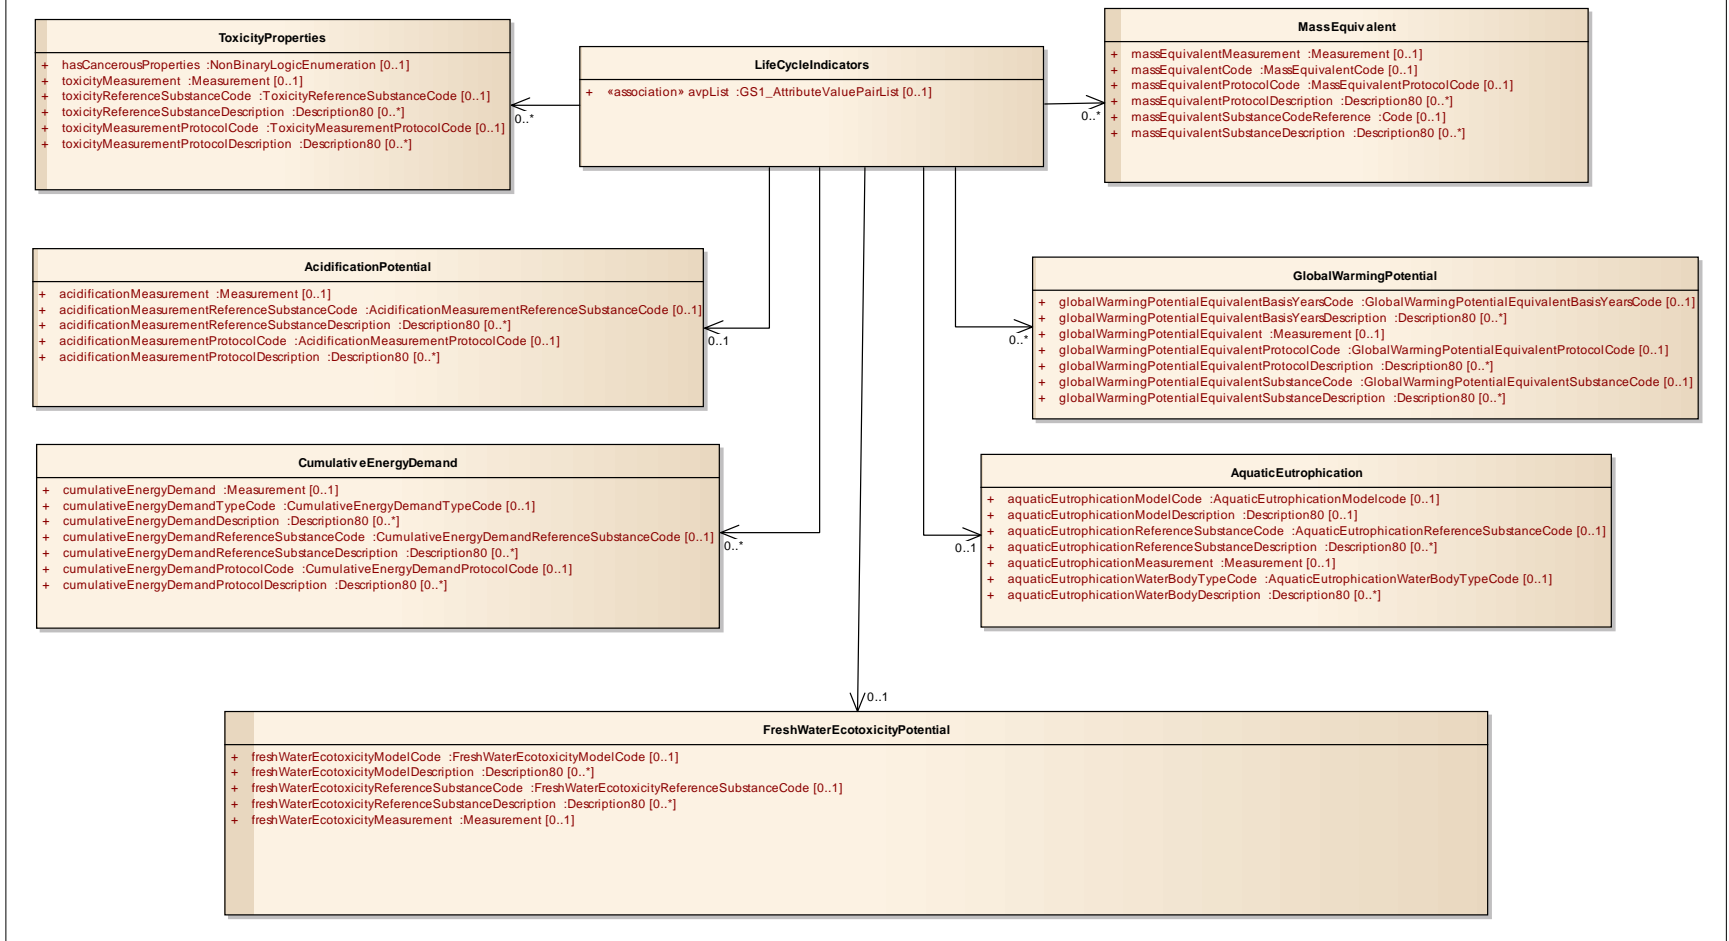 ToxicityProperties
+ hasCancerousProperties :NonBinaryLogicEnumeration [0..1]
+ toxicityMeasurement :Measurement [0..1]
+ toxicityReferenceSubstanceCode :ToxicityReferenceSubstanceCode [0..1]
+ toxicityReferenceSubstanceDescription :Description80 [0..*]
+ toxicityMeasurementProtocolCode :ToxicityMeasurementProtocolCode [0..1]
+ toxicityMeasurementProtocolDescription :Description80 [0..*]
0..*
LifeCycleIndicators
+ «association» avpList :GS1_AttributeValuePairList [0..1]
MassEquivalent
+ massEquivalentMeasurement :Measurement [0..1]
+ massEquivalentCode :MassEquivalentCode [0..1]
+ massEquivalentProtocolCode :MassEquivalentProtocolCode [0..1]
+ massEquivalentProtocolDescription :Description80 [0..*]
+ massEquivalentSubstanceCodeReference :Code [0..1]
+ massEquivalentSubstanceDescription :Description80 [0..*]
0..*
AcidificationPotential
+ acidificationMeasurement :Measurement [0..1]
+ acidificationMeasurementReferenceSubstanceCode :AcidificationMeasurementReferenceSubstanceCode [0..1]
+ acidificationMeasurementReferenceSubstanceDescription :Description80 [0..*]
+ acidificationMeasurementProtocolCode :AcidificationMeasurementProtocolCode [0..1]
+ acidificationMeasurementProtocolDescription :Description80 [0..*]
0..1
GlobalWarmingPotential
+ globalWarmingPotentialEquivalentBasisYearsCode :GlobalWarmingPotentialEquivalentBasisYearsCode [0..1]
+ globalWarmingPotentialEquivalentBasisYearsDescription :Description80 [0..*]
+ globalWarmingPotentialEquivalent :Measurement [0..1]
+ globalWarmingPotentialEquivalentProtocolCode :GlobalWarmingPotentialEquivalentProtocolCode [0..1]
+ globalWarmingPotentialEquivalentProtocolDescription :Description80 [0..*]
+ globalWarmingPotentialEquivalentSubstanceCode :GlobalWarmingPotentialEquivalentSubstanceCode [0..1]
+ globalWarmingPotentialEquivalentSubstanceDescription :Description80 [0..*]
0..*
CumulativeEnergyDemand
+ cumulativeEnergyDemand :Measurement [0..1]
+ cumulativeEnergyDemandTypeCode :CumulativeEnergyDemandTypeCode [0..1]
+ cumulativeEnergyDemandDescription :Description80 [0..*]
+ cumulativeEnergyDemandReferenceSubstanceCode :CumulativeEnergyDemandReferenceSubstanceCode [0..1]
+ cumulativeEnergyDemandReferenceSubstanceDescription :Description80 [0..*]
+ cumulativeEnergyDemandProtocolCode :CumulativeEnergyDemandProtocolCode [0..1]
+ cumulativeEnergyDemandProtocolDescription :Description80 [0..*]
0..*
AquaticEutrophication
+ aquaticEutrophicationModelCode :AquaticEutrophicationModelcode [0..1]
+ aquaticEutrophicationModelDescription :Description80 [0..1]
+ aquaticEutrophicationReferenceSubstanceCode :AquaticEutrophicationReferenceSubstanceCode [0..1]
+ aquaticEutrophicationReferenceSubstanceDescription :Description80 [0..*]
+ aquaticEutrophicationMeasurement :Measurement [0..1]
+ aquaticEutrophicationWaterBodyTypeCode :AquaticEutrophicationWaterBodyTypeCode [0..1]
+ aquaticEutrophicationWaterBodyDescription :Description80 [0..*]
0..1
0..1
FreshWaterEcotoxicityPotential
+ freshWaterEcotoxicityModelCode :FreshWaterEcotoxicityModelCode [0..1]
+ freshWaterEcotoxicityModelDescription :Description80 [0..*]
+ freshWaterEcotoxicityReferenceSubstanceCode :FreshWaterEcotoxicityReferenceSubstanceCode [0..1]
+ freshWaterEcotoxicityReferenceSubstanceDescription :Description80 [0..*]
+ freshWaterEcotoxicityMeasurement :Measurement [0..1]